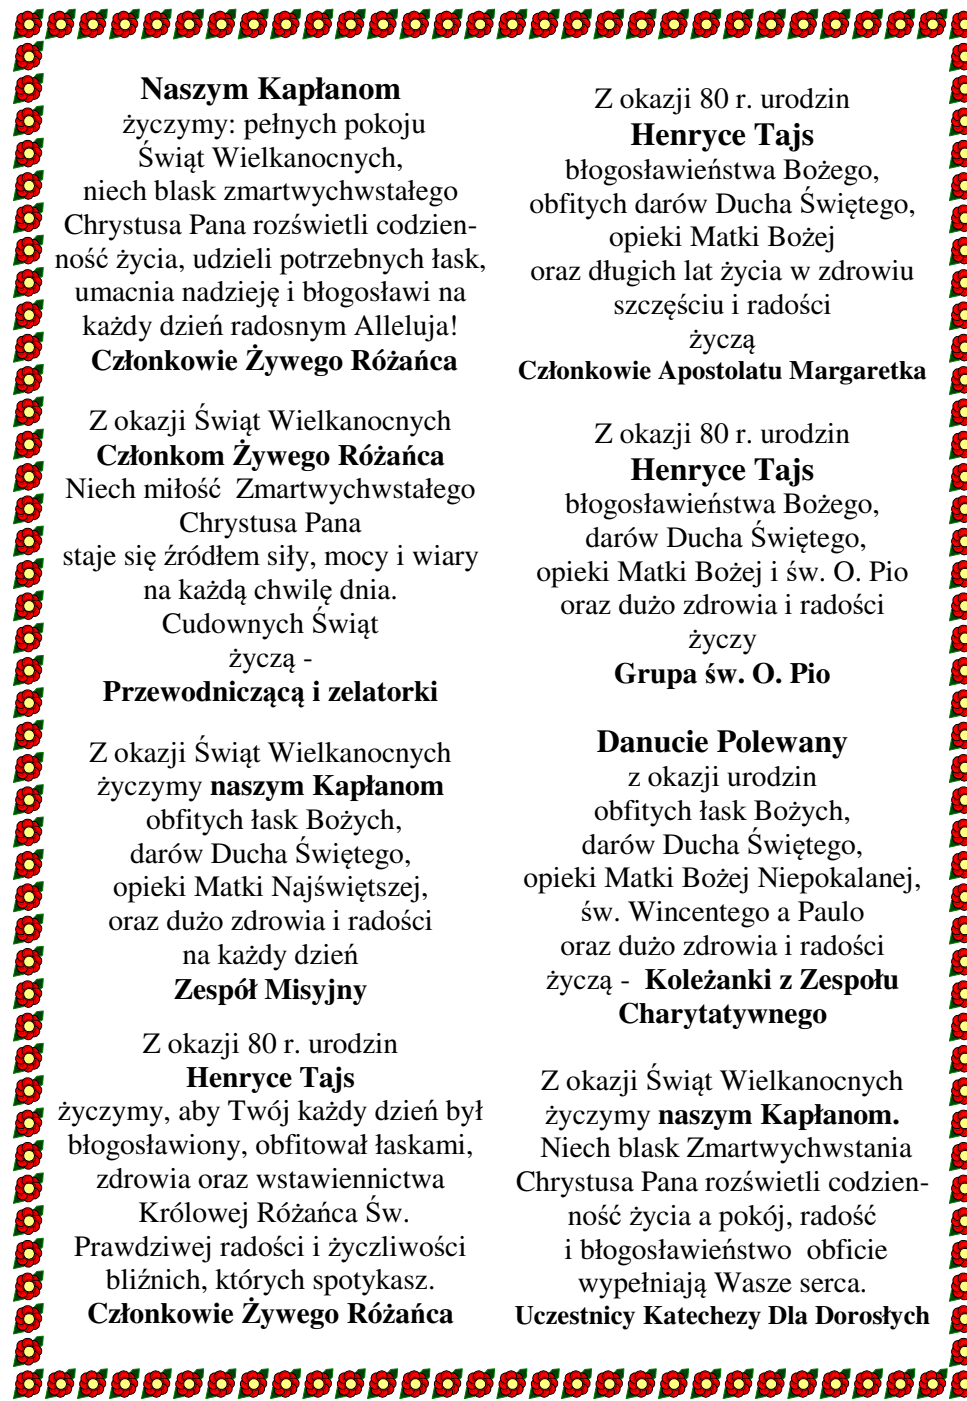 Naszym Kapłanom
życzymy: pełnych pokoju
Świąt Wielkanocnych,
niech blask zmartwychwstałego
Chrystusa Pana rozświetli codzien-
ność życia, udzieli potrzebnych łask,
umacnia nadzieję i błogosławi na
każdy dzień radosnym Alleluja!
Członkowie Żywego Różańca
Z okazji Świąt Wielkanocnych
Członkom Żywego Różańca
Niech miłość Zmartwychwstałego
Chrystusa Pana
staje się źródłem siły, mocy i wiary
na każdą chwilę dnia.
Cudownych Świąt
życzą -
Przewodniczącą i zelatorki
Z okazji Świąt Wielkanocnych
życzymy naszym Kapłanom
obfitych łask Bożych,
darów Ducha Świętego,
opieki Matki Najświętszej,
oraz dużo zdrowia i radości
na każdy dzień
Zespół Misyjny
Z okazji 80 r. urodzin
Henryce Tajs
życzymy, aby Twój każdy dzień był
błogosławiony, obfitował łaskami,
zdrowia oraz wstawiennictwa
Królowej Różańca Św.
Prawdziwej radości i życzliwości
bliźnich, których spotykasz.
Członkowie Żywego Różańca
Z okazji 80 r. urodzin
Henryce Tajs
błogosławieństwa Bożego,
obfitych darów Ducha Świętego,
opieki Matki Bożej
oraz długich lat życia w zdrowiu
szczęściu i radości
życzą
Członkowie Apostolatu Margaretka
Z okazji 80 r. urodzin
Henryce Tajs
błogosławieństwa Bożego,
darów Ducha Świętego,
opieki Matki Bożej i św. O. Pio
oraz dużo zdrowia i radości
życzy
Grupa św. O. Pio
Danucie Polewany
z okazji urodzin
obfitych łask Bożych,
darów Ducha Świętego,
opieki Matki Bożej Niepokalanej,
św. Wincentego a Paulo
oraz dużo zdrowia i radości
życzą - Koleżanki z Zespołu
Charytatywnego
Z okazji Świąt Wielkanocnych
życzymy naszym Kapłanom.
Niech blask Zmartwychwstania
Chrystusa Pana rozświetli codzien-
ność życia a pokój, radość
i błogosławieństwo obficie
wypełniają Wasze serca.
Uczestnicy Katechezy Dla Dorosłych